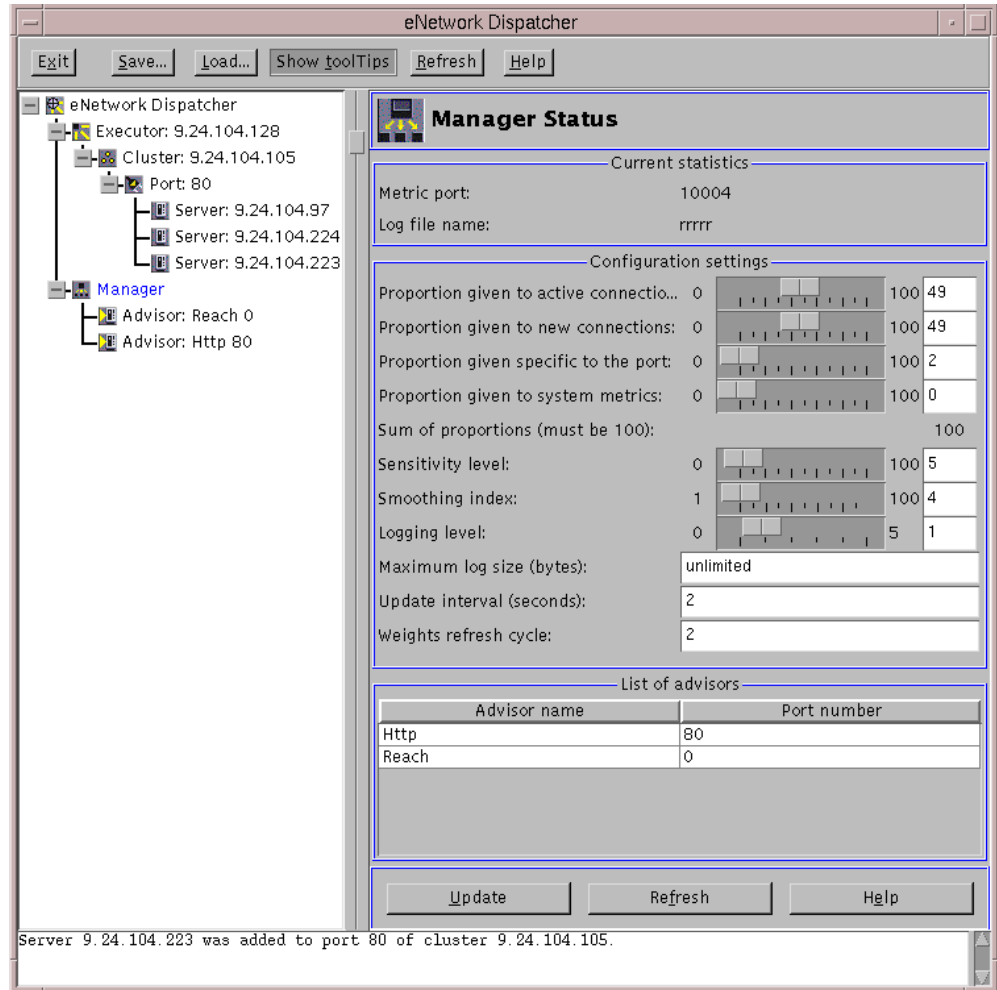 eNetwork Dispatcher
Exit Save... Load... Show toolTips Refresh Help
eNetwork Dispatcher
Executor: 9.24.104.128
Cluster: 9.24.104.105
Port: 80
Server: 9.24.104.97
Server: 9.24.104.224
Server: 9.24.104.223
Manager
Advisor: Reach 0
Advisor: Http 80
Manager Status
Current statistics
Metric port: 10004
Log file name: rrrrr
Configuration settings
Proportion given to active connectio... 0 100 49
Proportion given to new connections: 0 100 49
Proportion given specific to the port: 0 100 2
Proportion given to system metrics: 0 100 0
Sum of proportions (must be 100): 100
Sensitivity level: 0 100 5
Smoothing index: 1 100 4
Logging level: 0 5 1
Maximum log size (bytes): unlimited
Update interval (seconds): 2
Weights refresh cycle: 2
List of advisors
Advisor name Port number
Http 80
Reach 0
Update Refresh Help
Server 9.24.104.223 was added to port 80 of cluster 9.24.104.105.